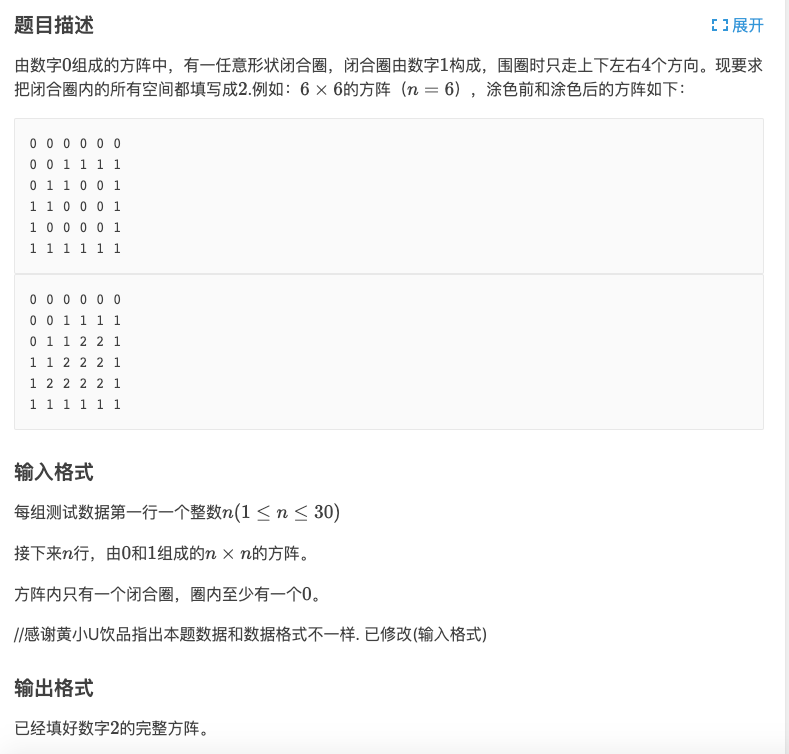 题目描述
展开
由数字0组成的方阵中，有一任意形状闭合圈，闭合圈由数字1构成，围圈时只走上下左右4个方向。现要求
把闭合圈内的所有空间都填写成2.例如：6 × 6的方阵（n = 6），涂色前和涂色后的方阵如下：
0 0 0 0 0 0
0 0 1 1 1 1
0 1 1 0 0 1
1 1 0 0 0 1
1 0 0 0 0 1
1 1 1 1 1 1
0 0 0 0 0 0
0 0 1 1 1 1
0 1 1 2 2 1
1 1 2 2 2 1
1 2 2 2 2 1
1 1 1 1 1 1
输入格式
每组测试数据第一行一个整数n(1 ≤ n ≤ 30)
接下来n行，由0和1组成的n × n的方阵。
方阵内只有一个闭合圈，圈内至少有一个0。
//感谢黄小U饮品指出本题数据和数据格式不一样. 已修改(输入格式)
输出格式
已经填好数字2的完整方阵。